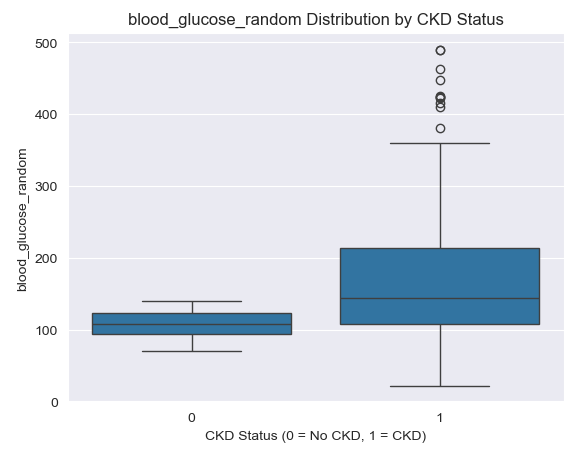 blood_glucose_random Distribution by CKD Status
blood_glucose_random
500
400
300
200
100
0
0
1
CKD Status (0 = No CKD, 1 = CKD)